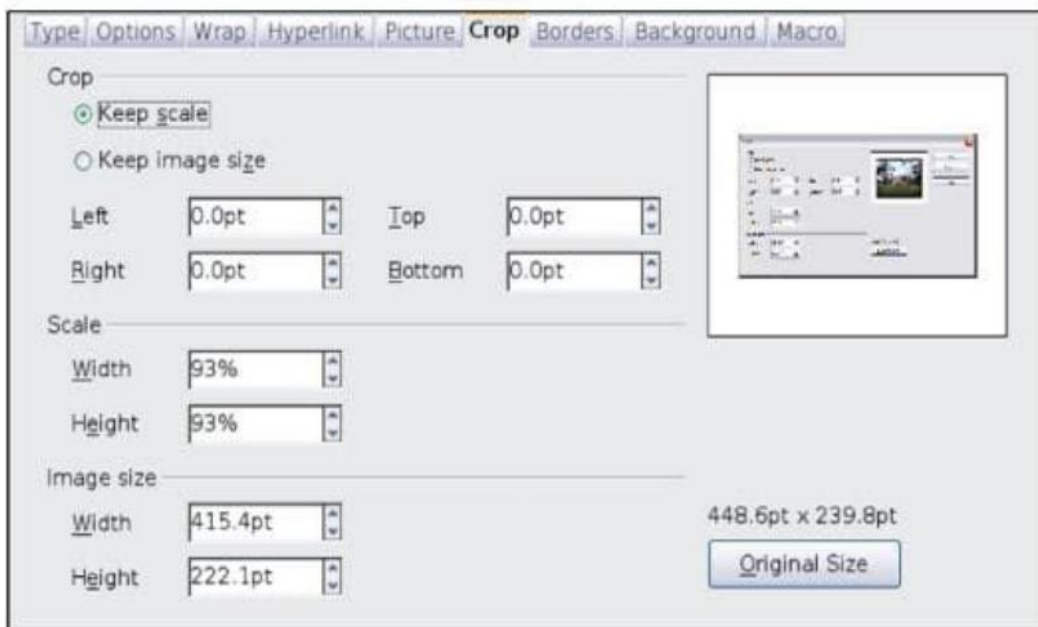 Type Options Wrap Hyperlink Picture Crop Borders Background Macro
Crop
Keep scale
Keep image size
Left 0.0pt Top 0.0pt
Right 0.0pt Bottom 0.0pt
Scale
Width 93%
Height 93%
Image size
Width 415.4pt
Height 222.1pt
448.6pt x 239.8pt
Original Size